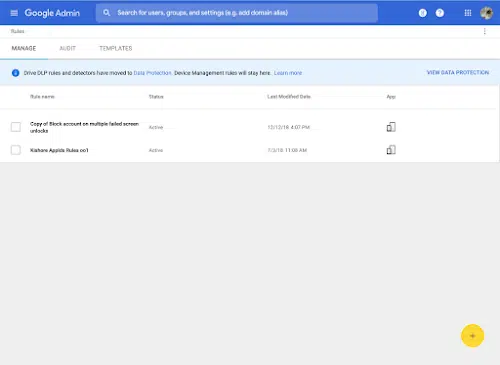 Google Admin
Search for users, groups, and settings (e.g. add domain alias)
Rules
MANAGE AUDIT TEMPLATES
Drive DLP rules and detectors have moved to Data Protection. Device Management rules will stay here. Learn more
VIEW DATA PROTECTION
Rule name Status Last Modified Date App
Copy of Block account on multiple failed screen
unlocks
Active
12/12/18 4:07 PM
Kishore AppIds Rules oo1
Active
7/3/18 11:08 AM